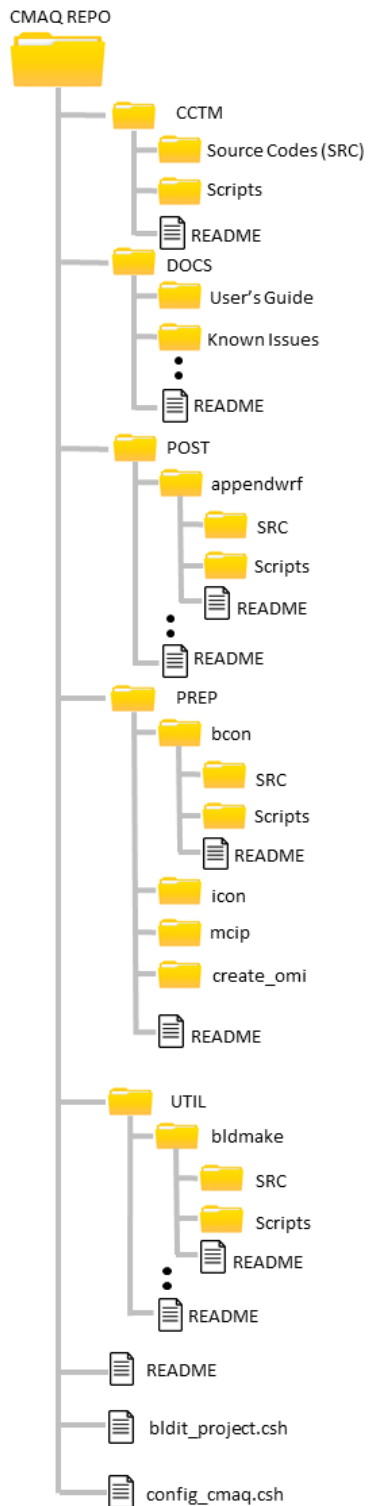 CMAQ REPO
CCTM
Source Codes (SRC)
Scripts
README
DOCS
User's Guide
Known Issues
README
POST
appendwrf
SRC
Scripts
README
README
PREP
bcon
SRC
Scripts
README
icon
mcip
create_omi
README
UTIL
bldmake
SRC
Scripts
README
README
README
bldit_project.csh
config_cmaq.csh